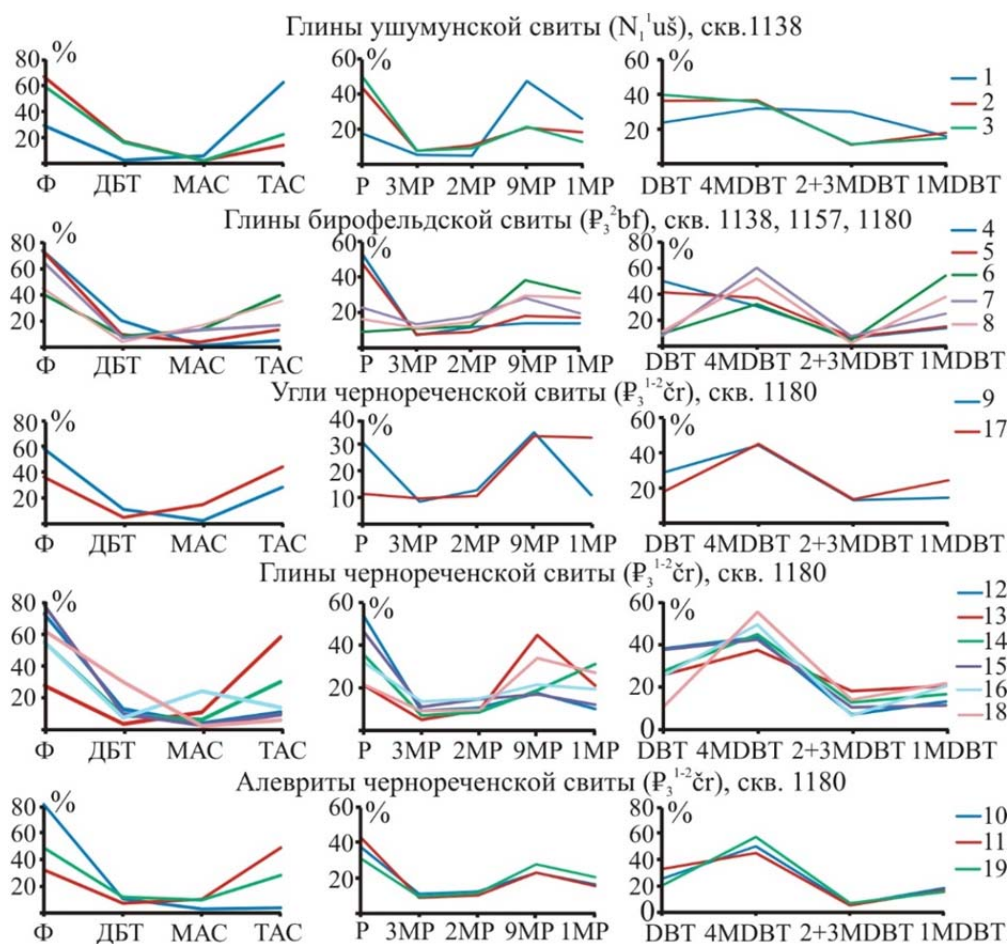 Глины ушумунской свиты (N₁¹uš), скв.1138
80 % 60 % 60 %
60
40 40 40
20 20 20
Ф ДБТ МАС ТАС P 3MP 2MP 9MP 1MP DBT 4MDBT 2+3MDBT 1MDBT
1
2
3
Глины бирофельдской свиты (₽₃²bf), скв. 1138, 1157, 1180
80 % 60 % 80 %
60 60
40 40 40
20 20 20
Ф ДБТ МАС ТАС P 3MP 2MP 9MP 1MP DBT 4MDBT 2+3MDBT 1MDBT
4
5
6
7
8
Угли чернореченской свиты (₽₃¹⁻²čr), скв. 1180
80 % 40 % 60 %
60 30
40 20 40
20 10 20
Ф ДБТ МАС ТАС P 3MP 2MP 9MP 1MP DBT 4MDBT 2+3MDBT 1MDBT
9
17
Глины чернореченской свиты (₽₃¹⁻²čr), скв. 1180
80 % 60 % 60 %
60
40 40 40
20 20 20
0
Ф ДБТ МАС ТАС P 3MP 2MP 9MP 1MP DBT 4MDBT 2+3MDBT 1MDBT
12
13
14
15
16
18
Алевриты чернореченской свиты (₽₃¹⁻²čr), скв. 1180
80 % 60 % 80 %
60 60
40 40 40
20 20 20
0
Ф ДБТ МАС ТАС P 3MP 2MP 9MP 1MP DBT 4MDBT 2+3MDBT 1MDBT
10
11
19